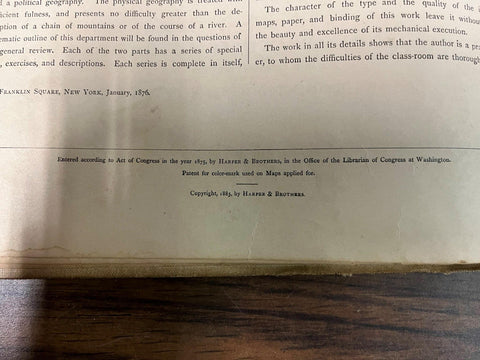 d a political geography. The physical geography is treated
icient fulness, and presents no difficulty greater than the de
ption of a chain of mountains or of the course of a river. A
ematic outline of this department will be found in the questions of
general review. Each of the two parts has a series of special
, exercises, and descriptions. Each series is complete in itself,
FRANKLIN SQUARE, NEW YORK, January, 1876.
The character of the type and the quality of the
maps, paper, and binding of this work leave it without
the beauty and excellence of its mechanical execution.
The work in all its details shows that the author is a
er, to whom the difficulties of the class-room are thorough
Entered according to Act of Congress in the year 1875, by HARPER & BROTHERS, in the Office of the Librarian of Congress at Washington.
Patent for color-mark used on Maps applied for.
Copyright, 1883, by HARPER & BROTHERS.